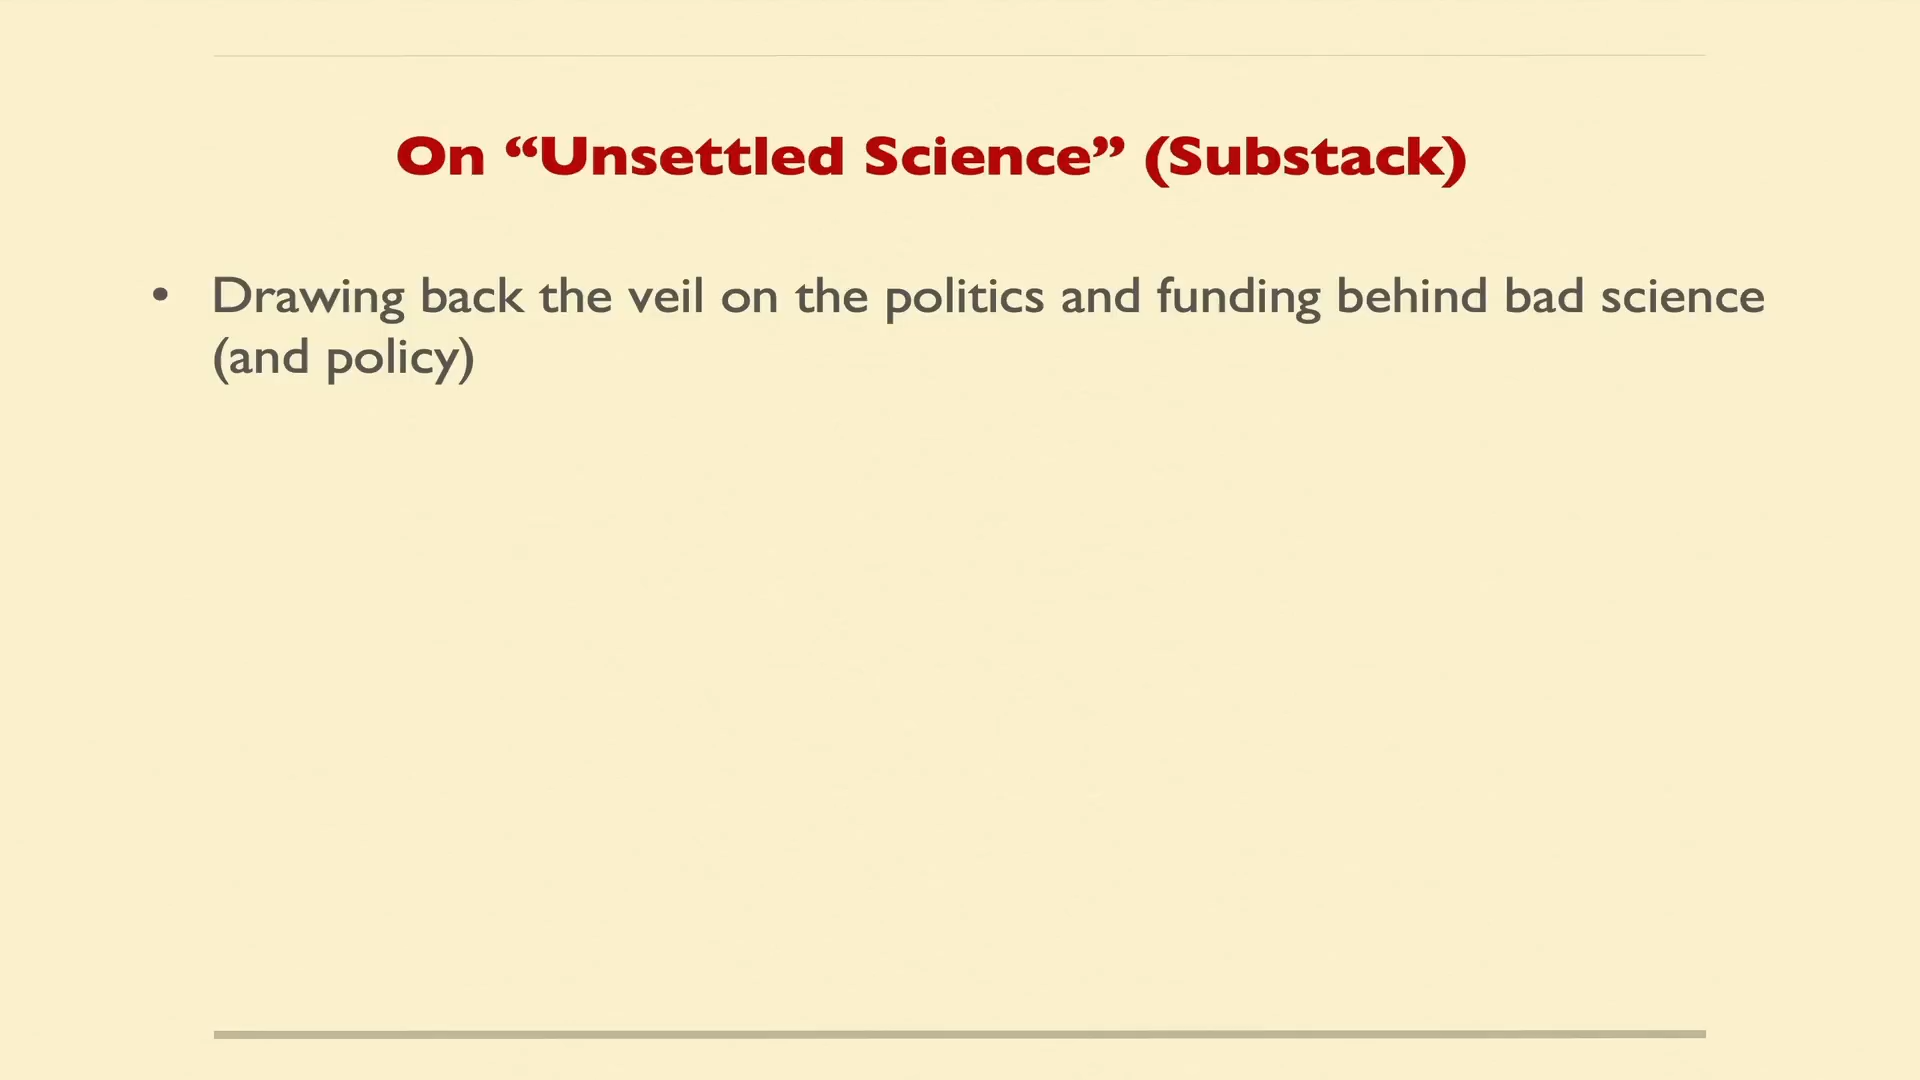 On “Unsettled Science” (Substack)
• Drawing back the veil on the politics and funding behind bad science
(and policy)